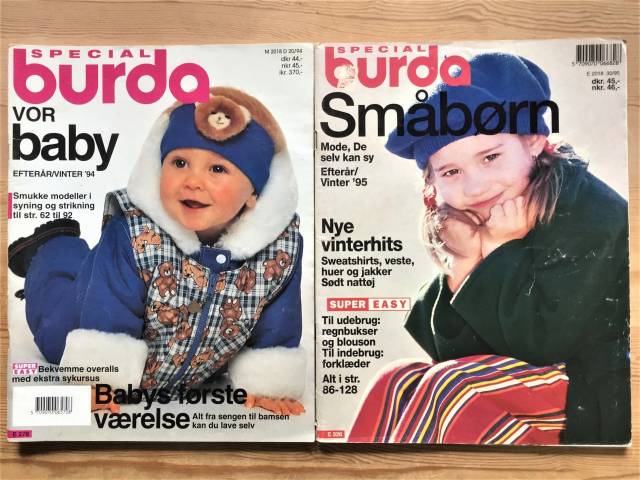 SPECIAL
burda
M 2018 D 20/94
dkr 44,-
nkr 45,-
ikr 370,-
VOR
baby
EFTERÅR/VINTER '94
Smukke modeller i
syning og strikning
til str. 62 til 92
SUPER
EASY
Bekvemme overalls
med ekstra sykursus
Babys første
værelse
Alt fra sengen til bamsen
kan du lave selv
E 276
SPECIAL
burda
E 2016 30/95
dkr. 45,-
nkr. 46,-
Småbørn
Mode, De
selv kan sy
Efterår/
Vinter '95
Nye
vinterhits
Sweatshirts, veste,
huer og jakker
Sødt nattøj
SUPER EASY
Til udebrug:
regnbukser
og blouson
Til indebrug:
forklæder
Alt i str.
86-128